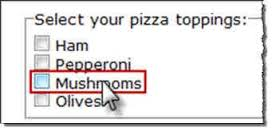 Select your pizza toppings:
Ham
Pepperoni
Mushrooms
Olives